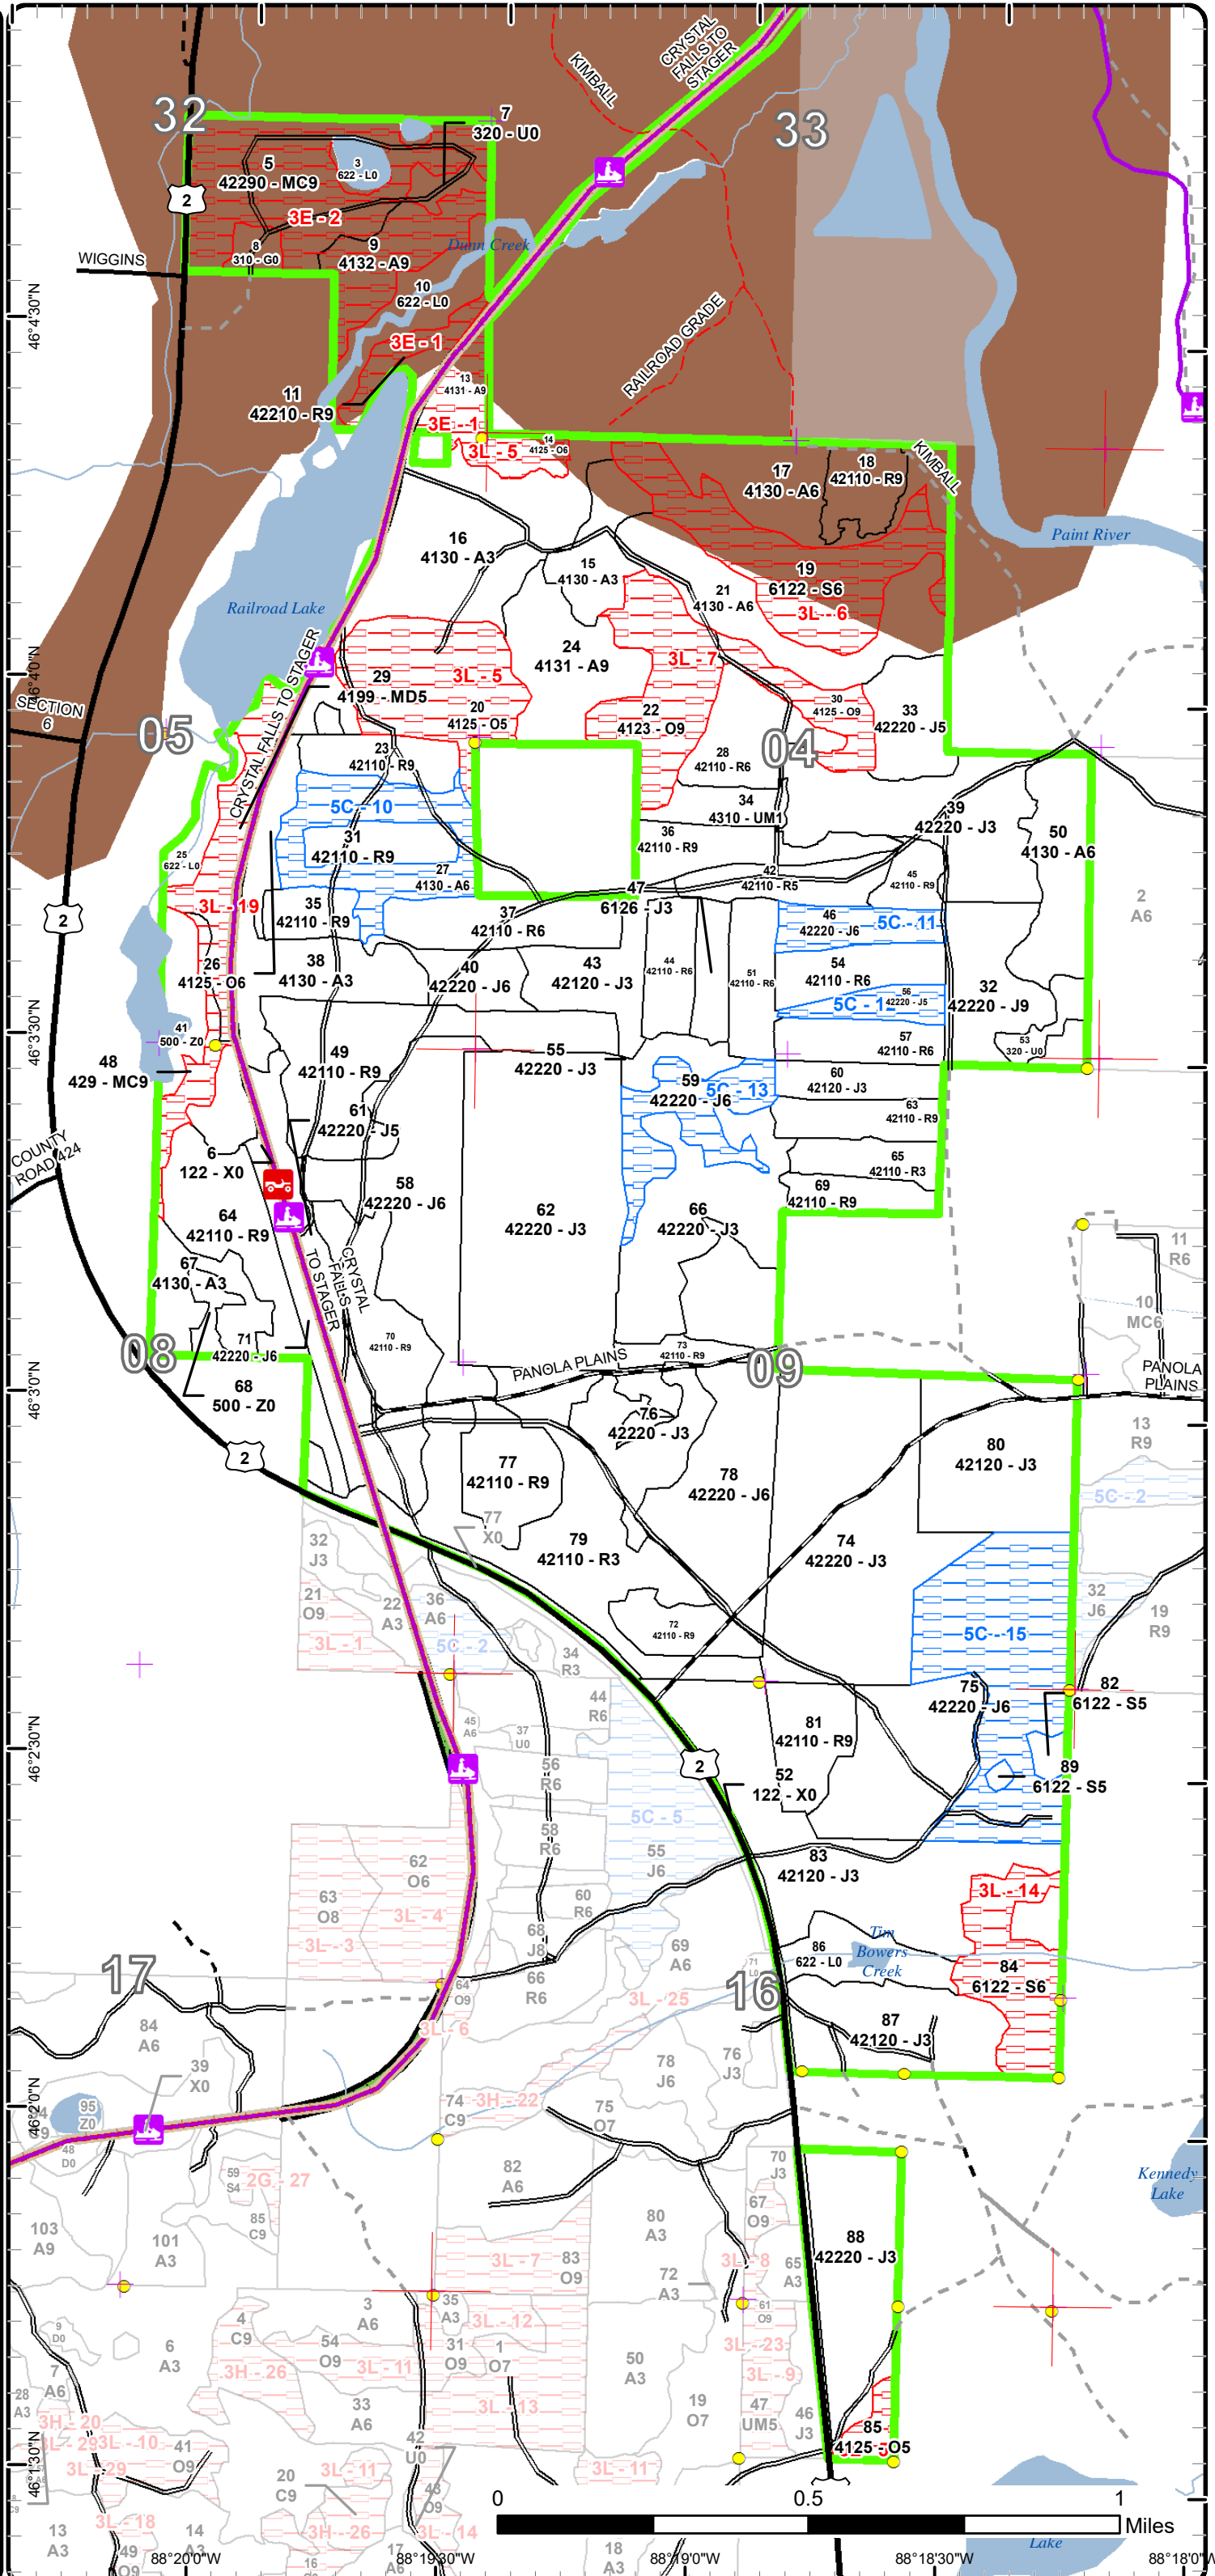 CRYSTAL
FALLS TO
STAGER
KIMBALL
32
33
7
320 - U0
5
42290 - MC9
3
622 - L0
2
3E - 2
8
310 - G0
9
4132 - A9
Dunn Creek
WIGGINS
10
622 - L0
46°4'30"N
3E - 1
RAILROAD GRADE
11
42210 - R9
13
4131 - A9
3E - 1
3L - 5
14
4125 - O6
KIMBALL
17
4130 - A6
18
42110 - R9
Paint River
16
4130 - A3
15
4130 - A3
21
4130 - A6
19
6122 - S6
3L - 6
Railroad Lake
46°4'0"N
CRYSTAL FALLS TO STAGER
24
4131 - A9
3L - 7
3L - 5
29
4199 - MD5
20
4125 - O5
22
4123 - O9
30
4125 - O9
33
42220 - J5
SECTION
6
05
04
23
42110 - R9
28
42110 - R6
5C - 10
34
4310 - UM1
39
42220 - J3
31
42110 - R9
36
42110 - R9
50
4130 - A6
25
622 - L0
27
4130 - A6
42
42110 - R5
45
42110 - R9
47
6126 - J3
2
A6
3L - 19
35
42110 - R9
37
42110 - R6
46
42220 - J6
5C - 11
2
26
4125 - O6
38
4130 - A3
40
42220 - J6
43
42120 - J3
44
42110 - R6
51
42110 - R6
54
42110 - R6
32
42220 - J9
56
42220 - J5
5C - 12
46°3'30"N
41
500 - Z0
57
42110 - R6
53
320 - U0
48
429 - MC9
49
42110 - R9
55
42220 - J3
59
42220 - J6
5C - 13
60
42120 - J3
61
42220 - J5
63
42110 - R9
COUNTY
ROAD 424
6
122 - X0
65
42110 - R3
58
42220 - J6
69
42110 - R9
64
42110 - R9
62
42220 - J3
66
42220 - J3
CRYSTAL
FALLS
TO STAGER
67
4130 - A3
11
R6
10
MC6
71
42220 - J6
70
42110 - R9
73
42110 - R9
08
09
PANOLA PLAINS
PANOLA
PLAINS
68
500 - Z0
46°3'0"N
76
42220 - J3
13
R9
2
77
42110 - R9
78
42220 - J6
80
42120 - J3
5C - 2
77
X0
79
42110 - R3
74
42220 - J3
32
J3
21
O9
22
A3
36
A6
3L - 1
5C - 2
72
42110 - R9
32
J6
19
R9
5C - 15
34
R3
44
R6
75
42220 - J6
82
6122 - S5
46°2'30"N
45
A6
37
U0
81
42110 - R9
56
R6
2
52
122 - X0
89
6122 - S5
5C - 5
58
R6
55
J6
83
42120 - J3
62
O6
63
O8
3L - 4
3L - 3
60
R6
3L - 14
68
J8
69
A6
Tim
Bowers
Creek
86
622 - L0
17
16
71
L0
66
R6
64
O9
84
6122 - S6
3L - 25
3L - 6
87
42120 - J3
84
A6
39
X0
78
J6
76
J3
46°2'0"N
95
Z0
74
C9
3H - 22
75
O7
48
D0
70
J3
Kennedy
Lake
59
S4
2G - 27
82
A6
85
C9
67
O9
80
A3
88
42220 - J3
103
A9
101
A3
3L - 7
83
O9
3L - 8
65
A3
72
A3
3
A6
35
A3
3L - 12
61
O9
9
D0
4
C9
54
O9
31
O9
1
O7
6
A3
3L - 11
3L - 23
50
A3
7
A6
3H - 26
3L - 9
28
A3
33
A6
3L - 13
19
O7
47
UM5
46
J3
85
4125 - O5
3H - 20
3L - 29
3L - 10
41
O9
42
U0
46°1'30"N
3L - 29
20
C9
3L - 11
3L - 11
43
O9
0
0.5
1
Miles
3L - 18
3H - 26
3L - 14
13
A3
14
A3
49
O9
17
A6
18
A3
Lake
88°20'0"W
88°19'30"W
88°19'0"W
88°18'30"W
88°18'0"W